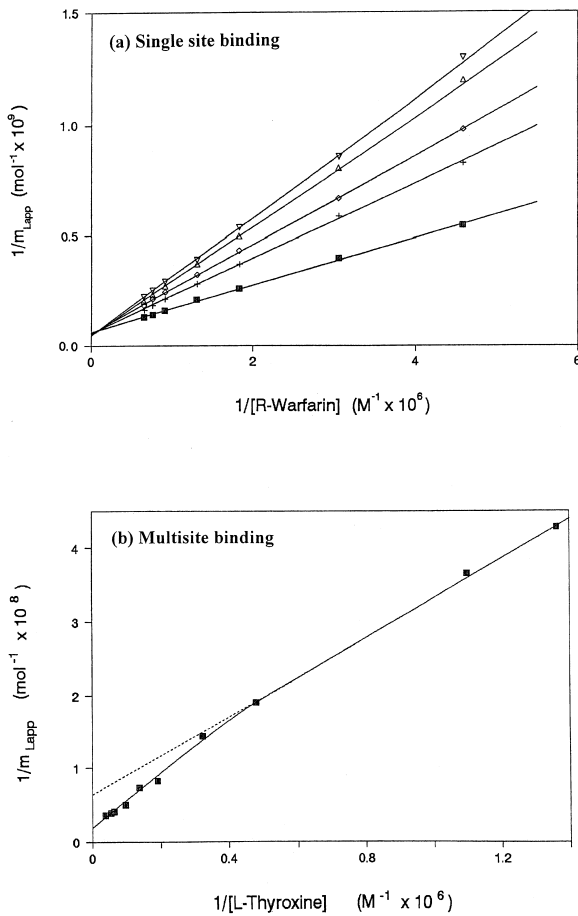 (a) Single site binding
1.5
1.0
0.5
0.0
0
2
4
6
1/m Lapp (mol⁻¹ x 10⁹)
1/[R-Warfarin] (M⁻¹ x 10⁶)
(b) Multisite binding
4
3
2
1
0
0
0.4
0.8
1.2
1/m Lapp (mol⁻¹ x 10⁸)
1/[L-Thyroxine] (M⁻¹ x 10⁶)